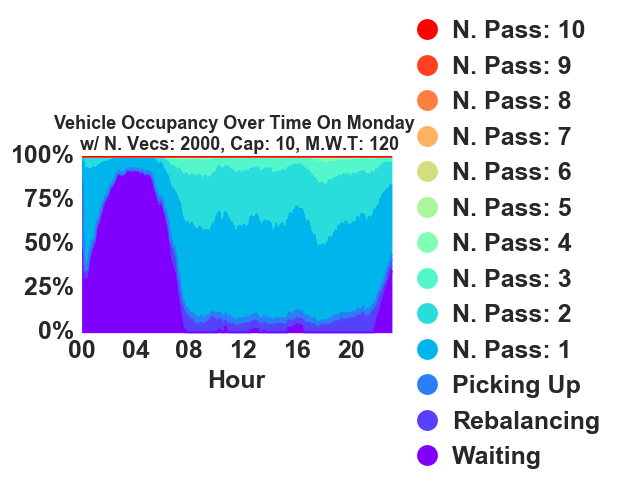 Vehicle Occupancy Over Time On Monday
w/ N. Vecs: 2000, Cap: 10, M.W.T: 120
100%
75%
50%
25%
0%
00 04 08 12 16 20
Hour
N. Pass: 10
N. Pass: 9
N. Pass: 8
N. Pass: 7
N. Pass: 6
N. Pass: 5
N. Pass: 4
N. Pass: 3
N. Pass: 2
N. Pass: 1
Picking Up
Rebalancing
Waiting